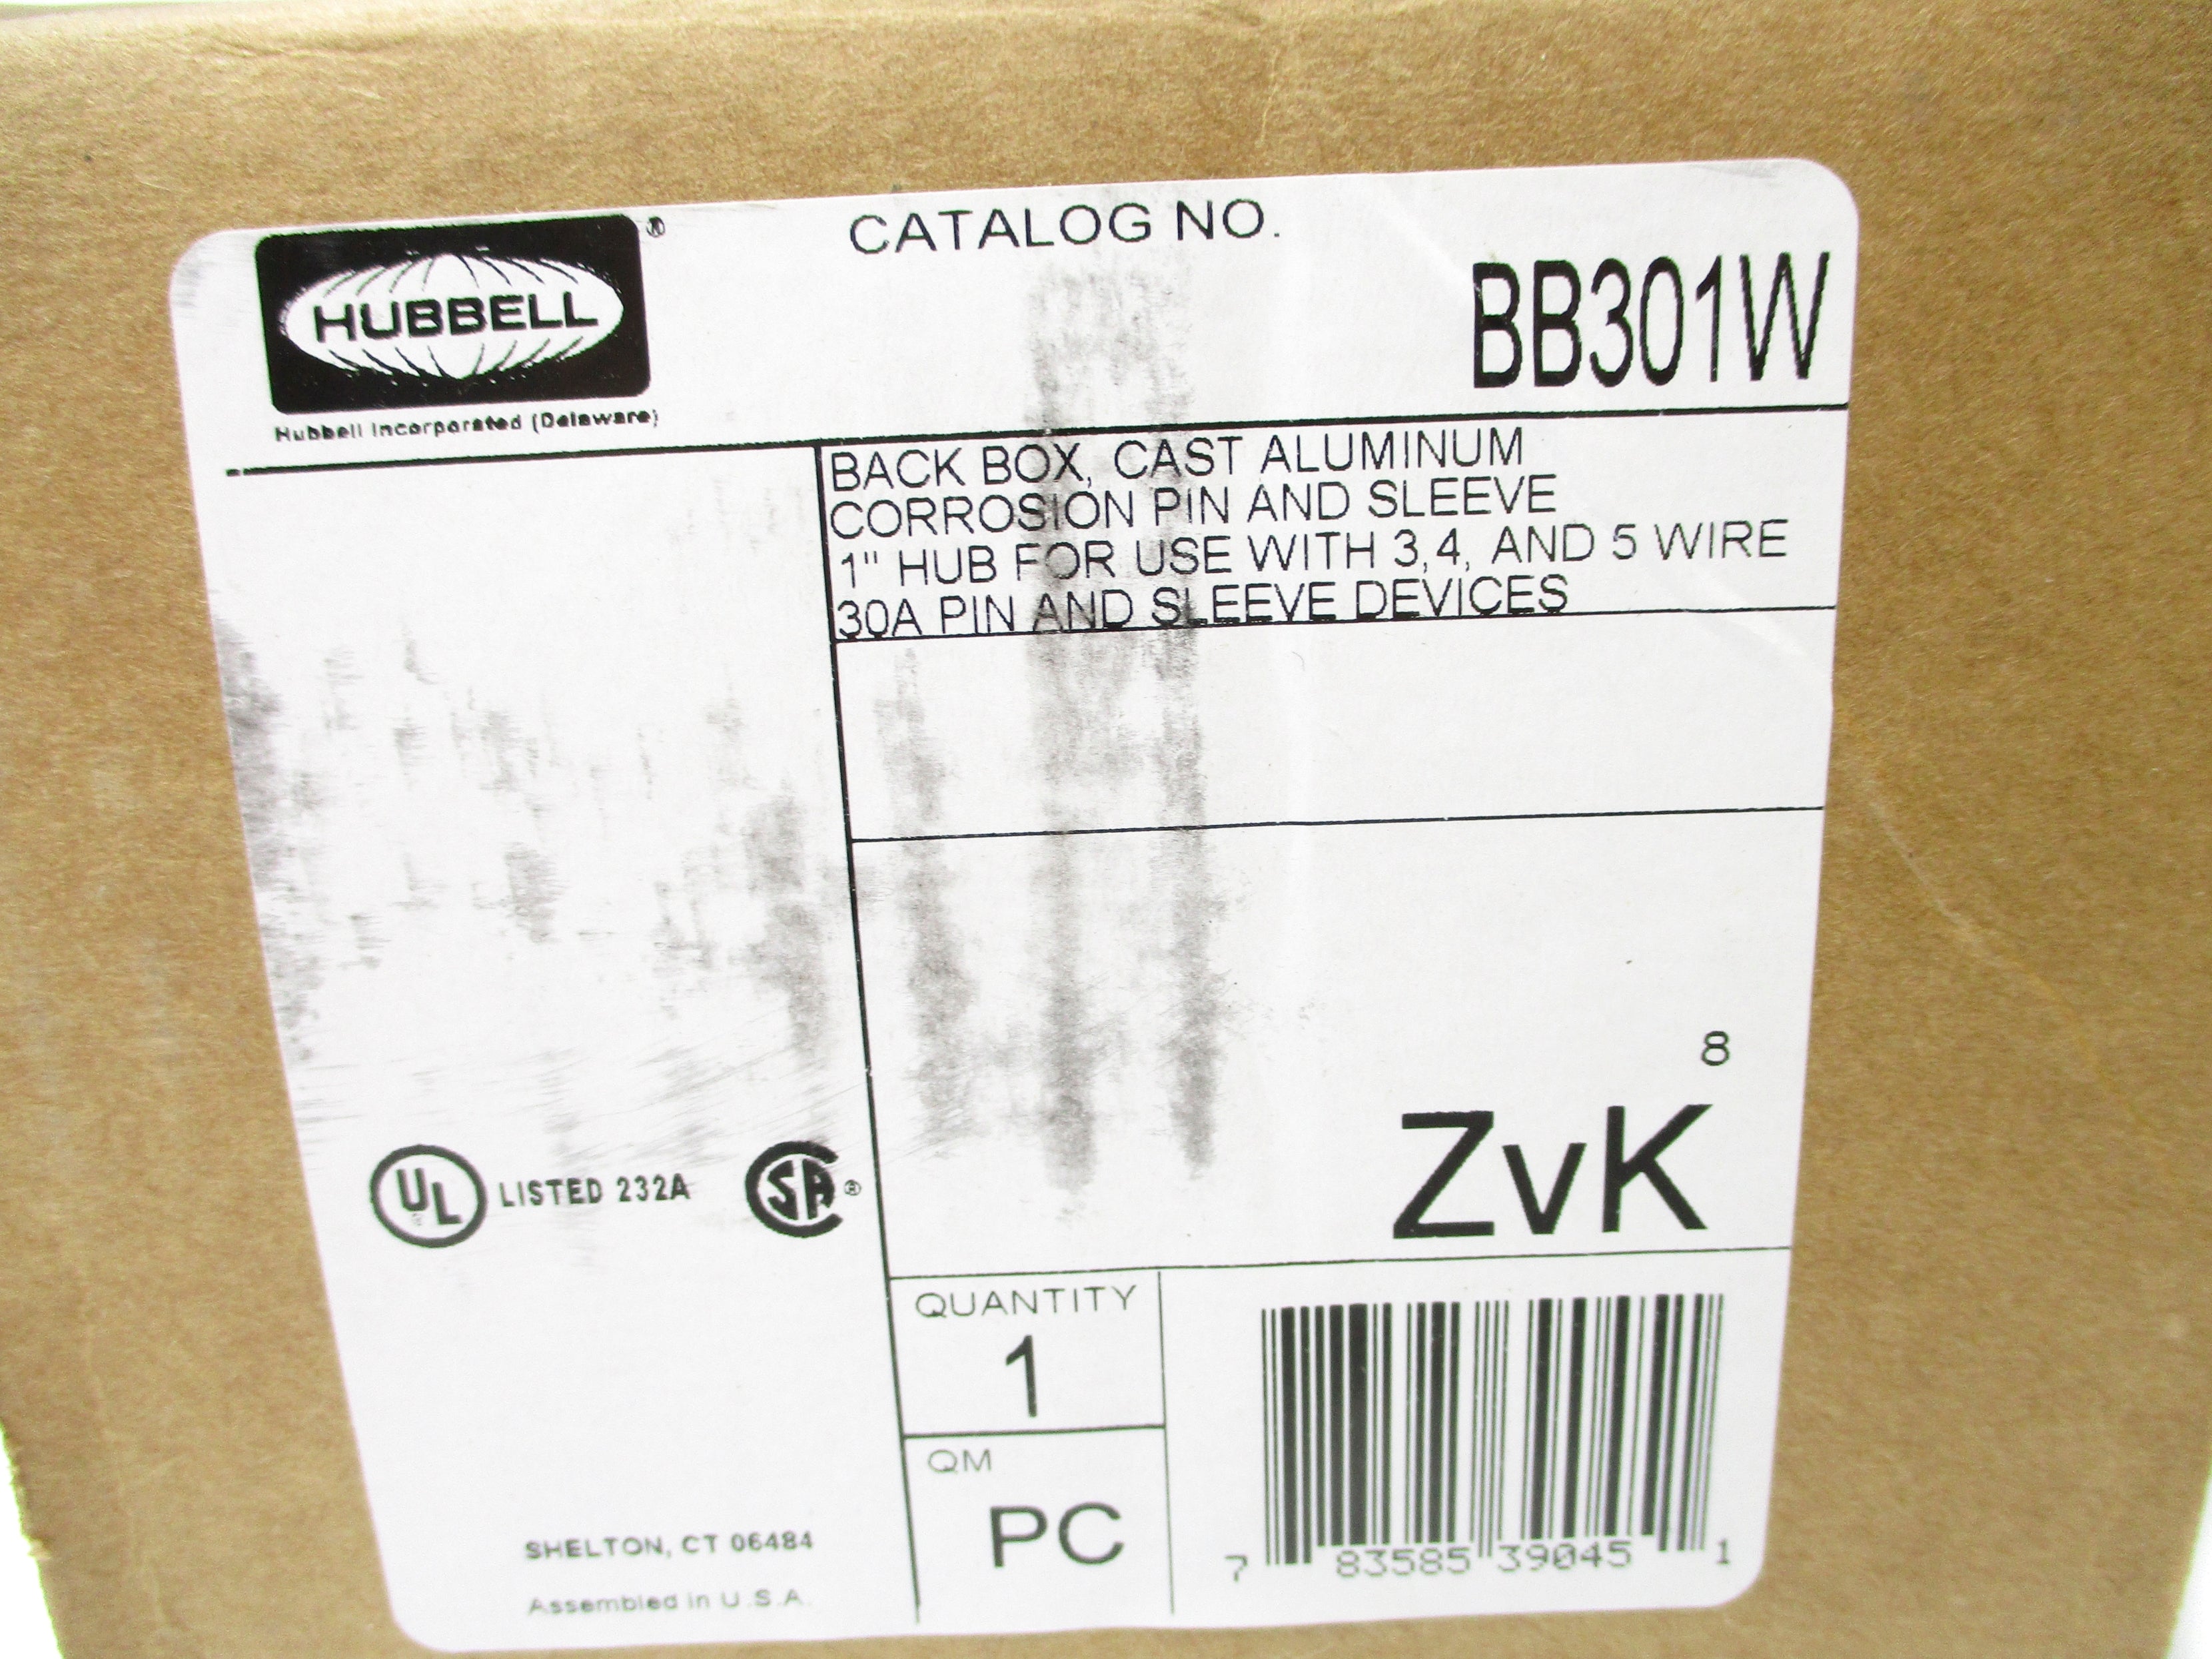 HUBBELL®
Hubbell Incorporated (Delaware)
CATALOG NO.
BB301W
BACK BOX, CAST ALUMINUM
CORROSION PIN AND SLEEVE
1" HUB FOR USE WITH 3,4, AND 5 WIRE
30A PIN AND SLEEVE DEVICES
8
ZvK
UL LISTED 232A
SA®
QUANTITY
1
QM
PC
7 83585 39045 1
SHELTON, CT 06484
Assembled in U.S.A.